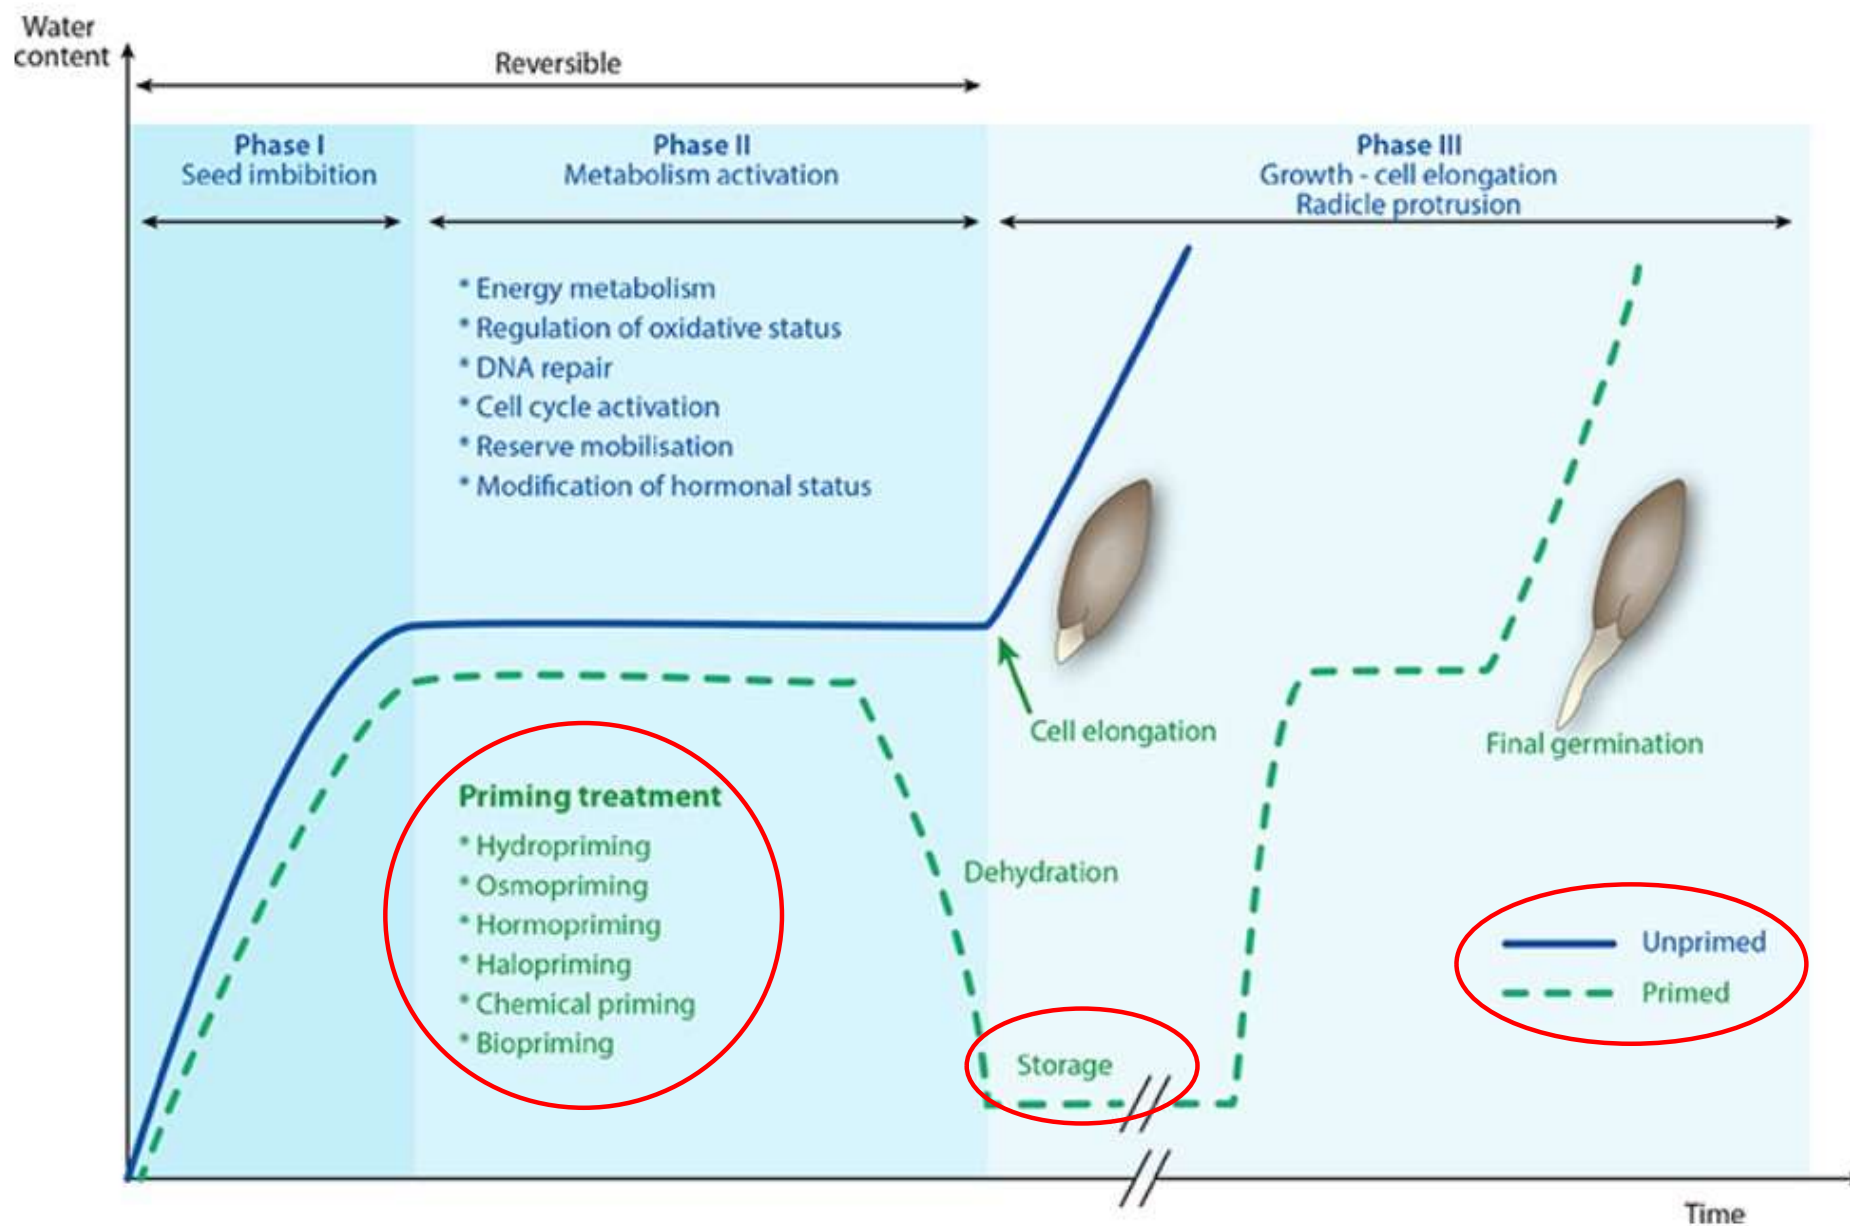 Water
content
Reversible
Phase I
Seed imbibition
Phase II
Metabolism activation
Phase III
Growth - cell elongation
Radicle protrusion
* Energy metabolism
* Regulation of oxidative status
* DNA repair
* Cell cycle activation
* Reserve mobilisation
* Modification of hormonal status
Cell elongation
Final germination
Priming treatment
* Hydropriming
* Osmopriming
* Hormopriming
* Halopriming
* Chemical priming
* Biopriming
Dehydration
Storage
Unprimed
Primed
Time